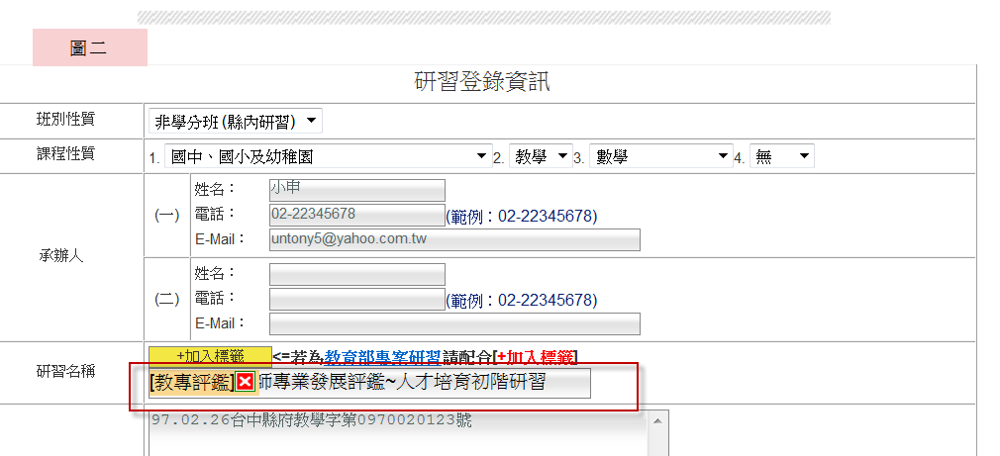 圖二
研習登錄資訊
班別性質 非學分班(縣內研習)
課程性質 1. 國中、國小及幼稚園 2. 教學 3. 數學 4. 無
承辦人
(一) 姓名： 小申
電話： 02-22345678 (範例：02-22345678)
E-Mail： untony5@yahoo.com.tw
(二) 姓名：
電話： (範例：02-22345678)
E-Mail：
研習名稱
+加入標籤 <=若為教育部專案研習請配合[+加入標籤]
[教專評鑑] 師專業發展評鑑~人才培育初階研習
97.02.26台中縣府教學字第0970020123號